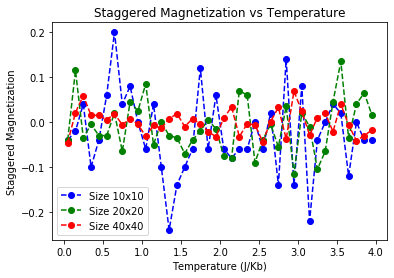 Staggered Magnetization vs Temperature
Staggered Magnetization
0.2
0.1
0.0
−0.1
−0.2
Size 10x10
Size 20x20
Size 40x40
0.0 0.5 1.0 1.5 2.0 2.5 3.0 3.5 4.0
Temperature (J/Kb)